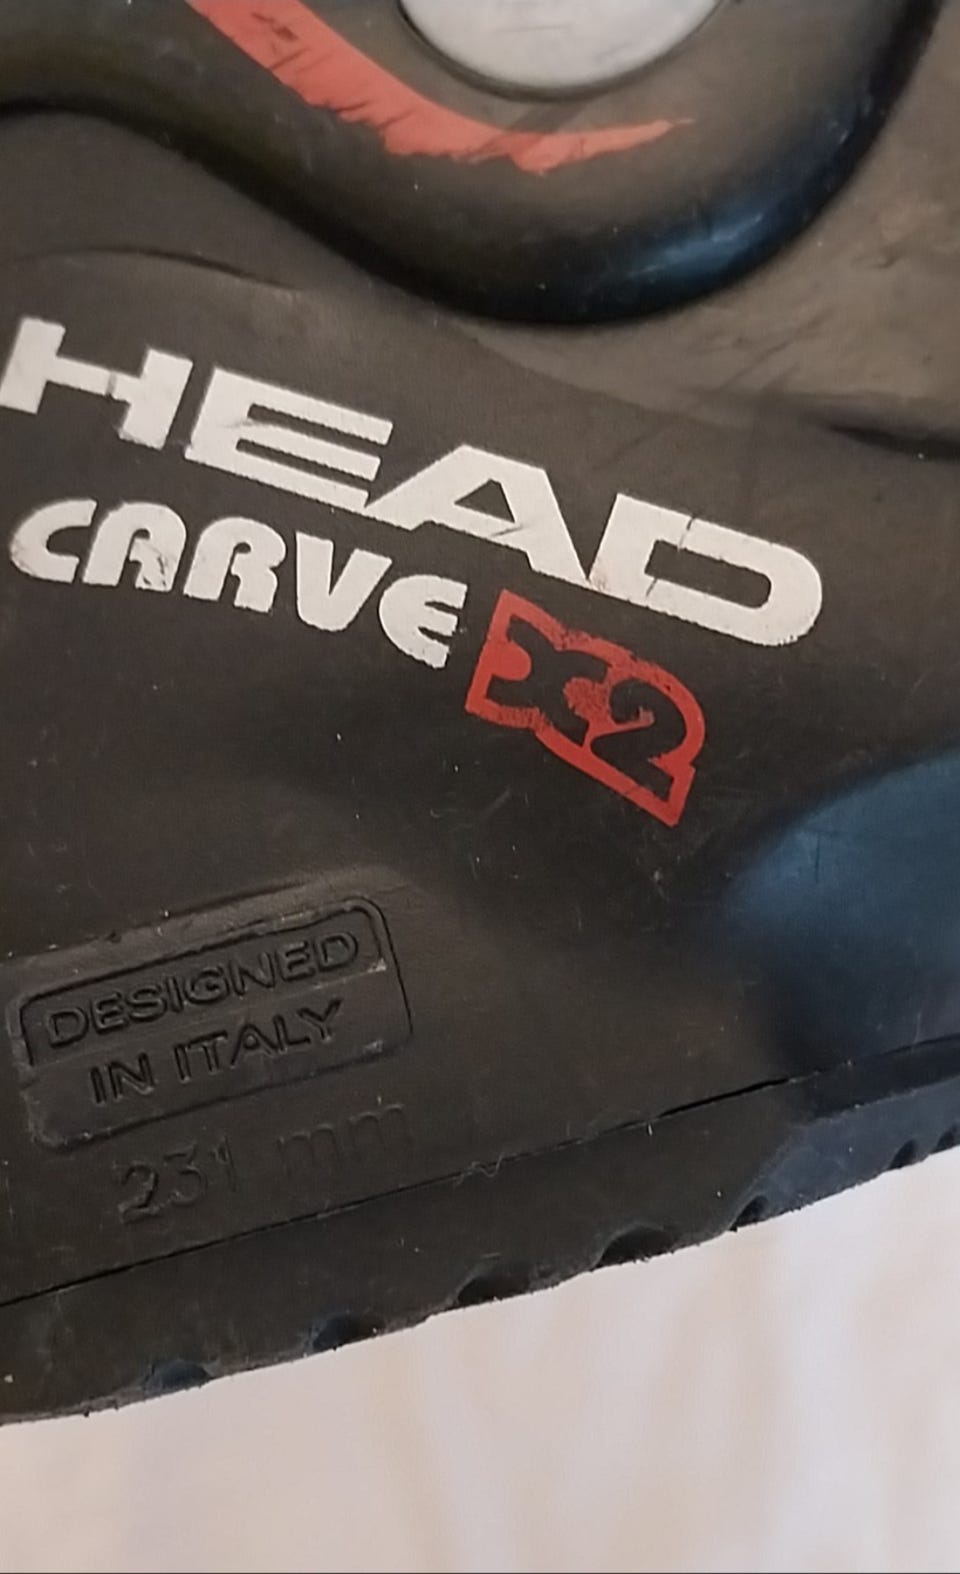 HEAD
CARVE X2
DESIGNED
IN ITALY
231 mm